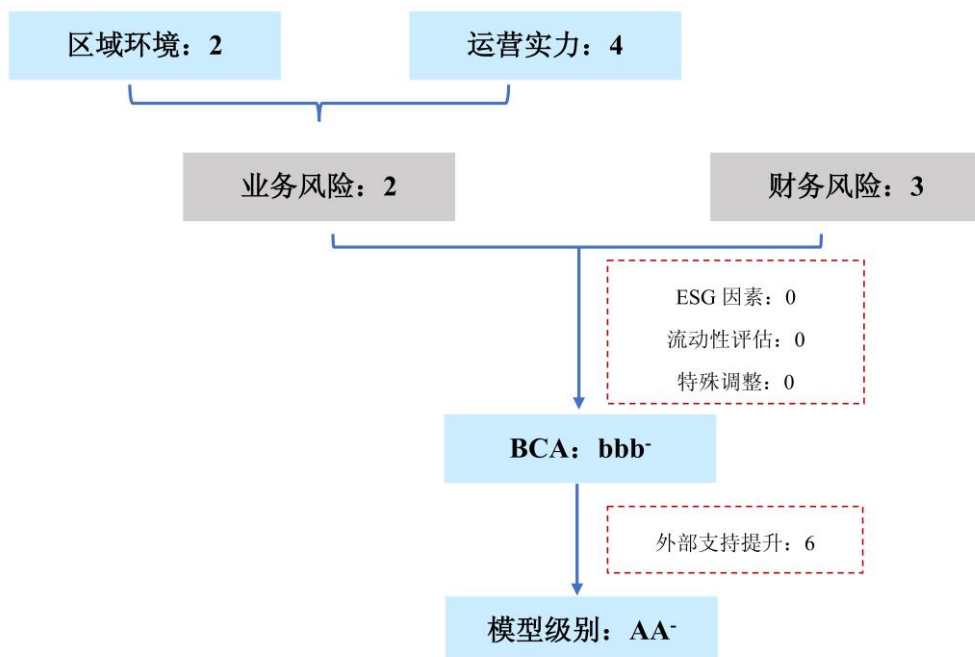 区域环境：2
运营实力：4
业务风险：2
财务风险：3
ESG 因素：0
流动性评估：0
特殊调整：0
BCA：bbb⁻
外部支持提升：6
模型级别：AA⁻